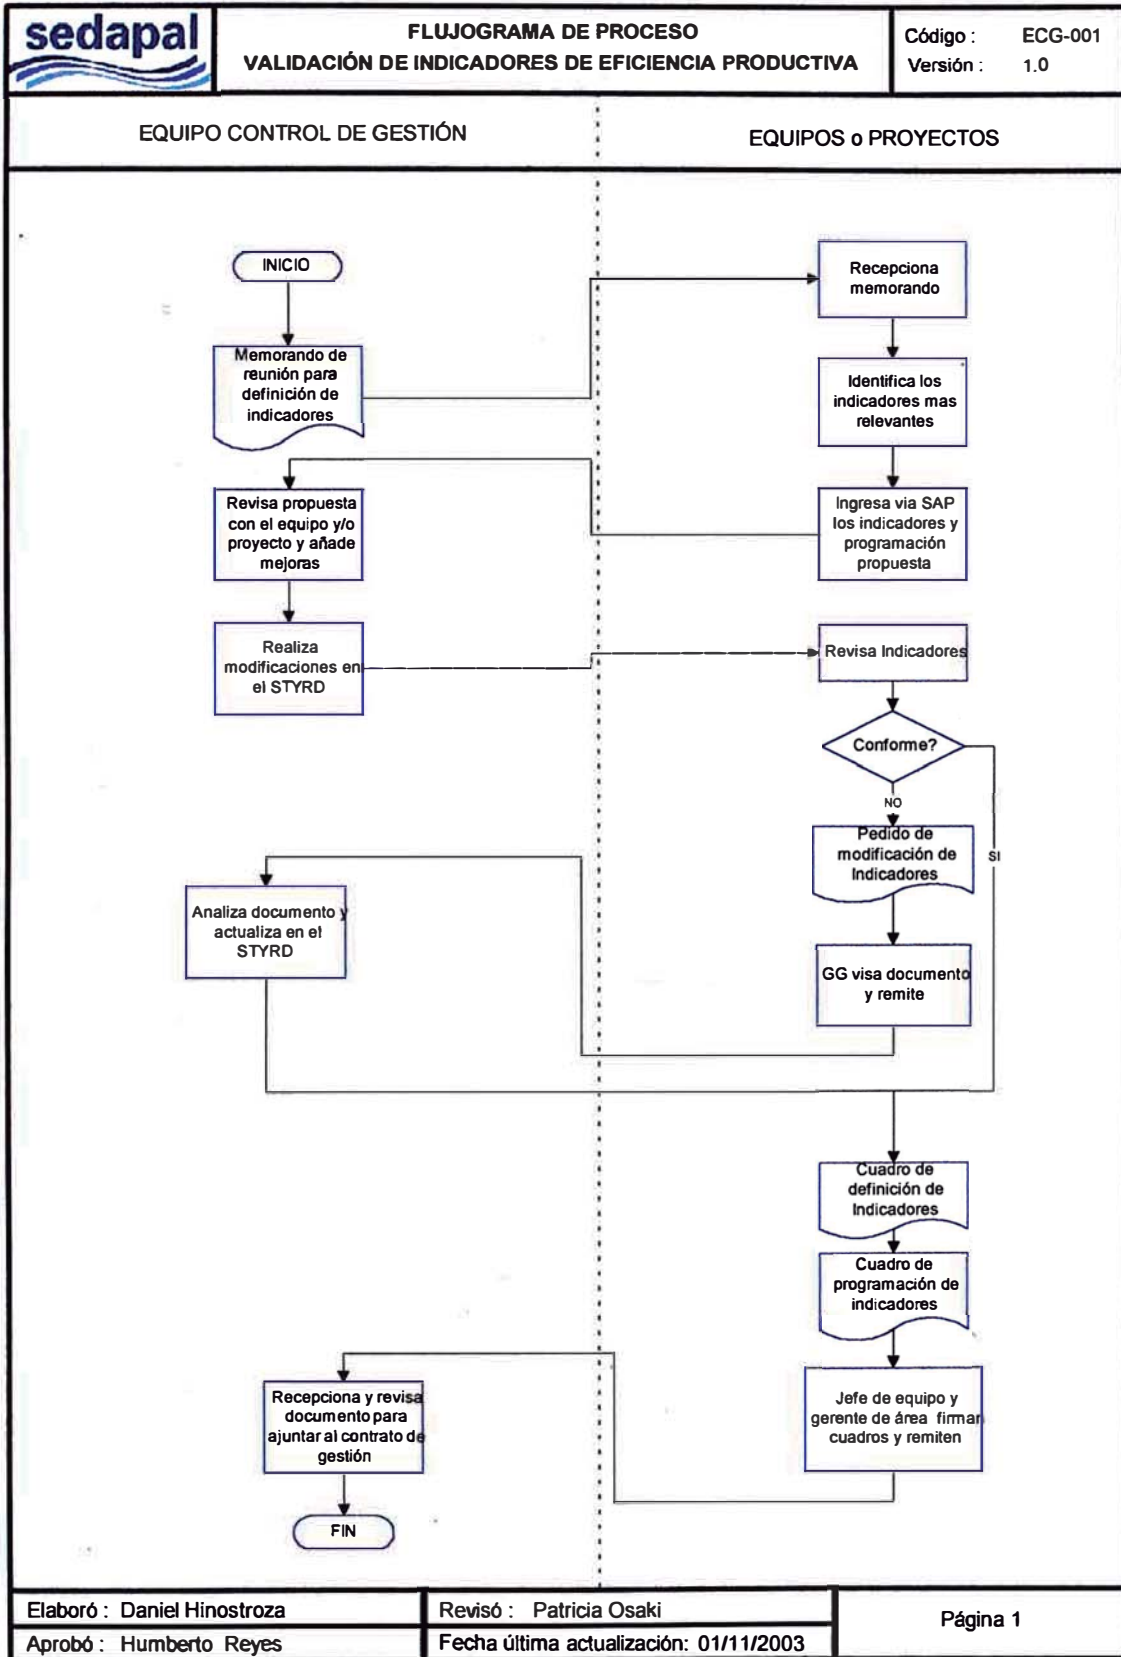 sedapal
FLUJOGRAMA DE PROCESO
VALIDACIÓN DE INDICADORES DE EFICIENCIA PRODUCTIVA
Código : ECG-001
Versión : 1.0
EQUIPO CONTROL DE GESTIÓN
EQUIPOS o PROYECTOS
INICIO
Memorando de
reunión para
definición de
indicadores
Recepciona
memorando
Identifica los
indicadores mas
relevantes
Ingresa via SAP
los indicadores y
programación
propuesta
Revisa propuesta
con el equipo y/o
proyecto y añade
mejoras
Realiza
modificaciones en
el STYRD
Revisa Indicadores
Conforme?
NO
SI
Pedido de
modificación de
Indicadores
GG visa documento
y remite
Analiza documento y
actualiza en el
STYRD
Cuadro de
definición de
Indicadores
Cuadro de
programación de
indicadores
Jefe de equipo y
gerente de área firman
cuadros y remiten
Recepciona y revisa
documento para
ajuntar al contrato de
gestión
FIN
Elaboró : Daniel Hinostroza
Revisó : Patricia Osaki
Página 1
Aprobó : Humberto Reyes
Fecha última actualización: 01/11/2003